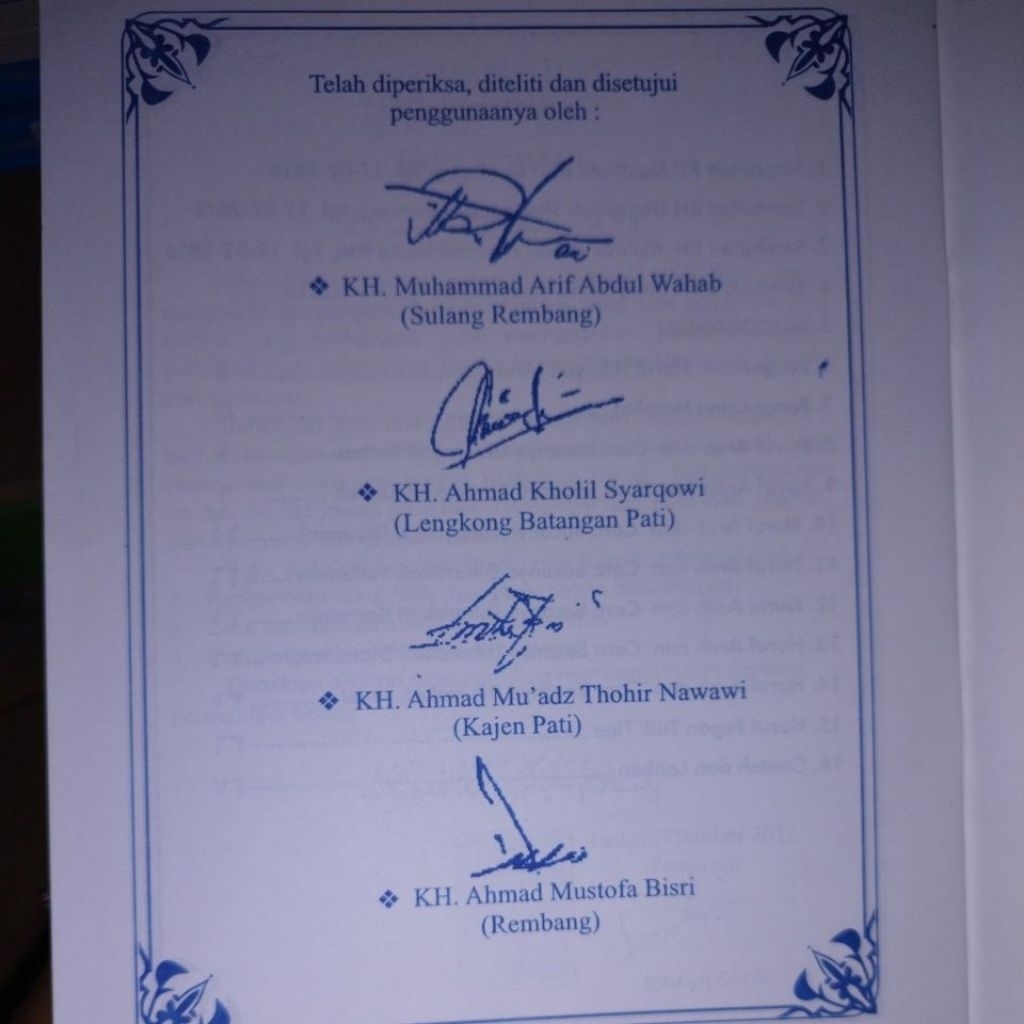 Telah diperiksa, diteliti dan disetujui
penggunaanya oleh :
❖ KH. Muhammad Arif Abdul Wahab
(Sulang Rembang)
❖ KH. Ahmad Kholil Syarqowi
(Lengkong Batangan Pati)
❖ KH. Ahmad Mu’adz Thohir Nawawi
(Kajen Pati)
❖ KH. Ahmad Mustofa Bisri
(Rembang)